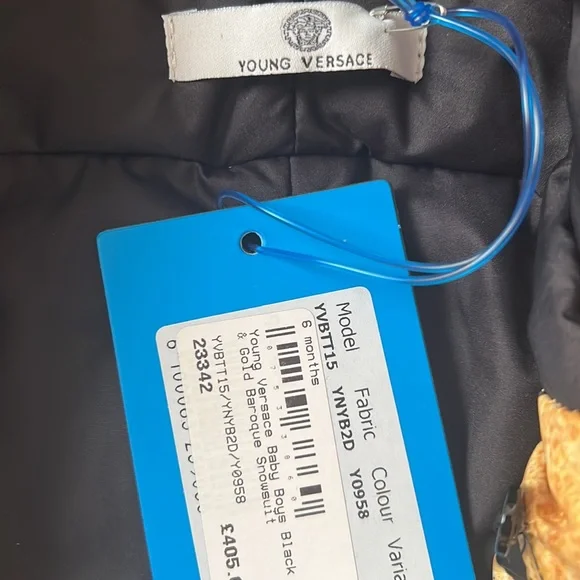 YOUNG VERSACE
Model Fabric Colour
YVBTT15 YNYB2D Y0958
6 months
Young Versace Baby Boys Black
& Gold Baroque Snowsuit
YVBTT15/YNYB2D/Y0958
23342 £405.